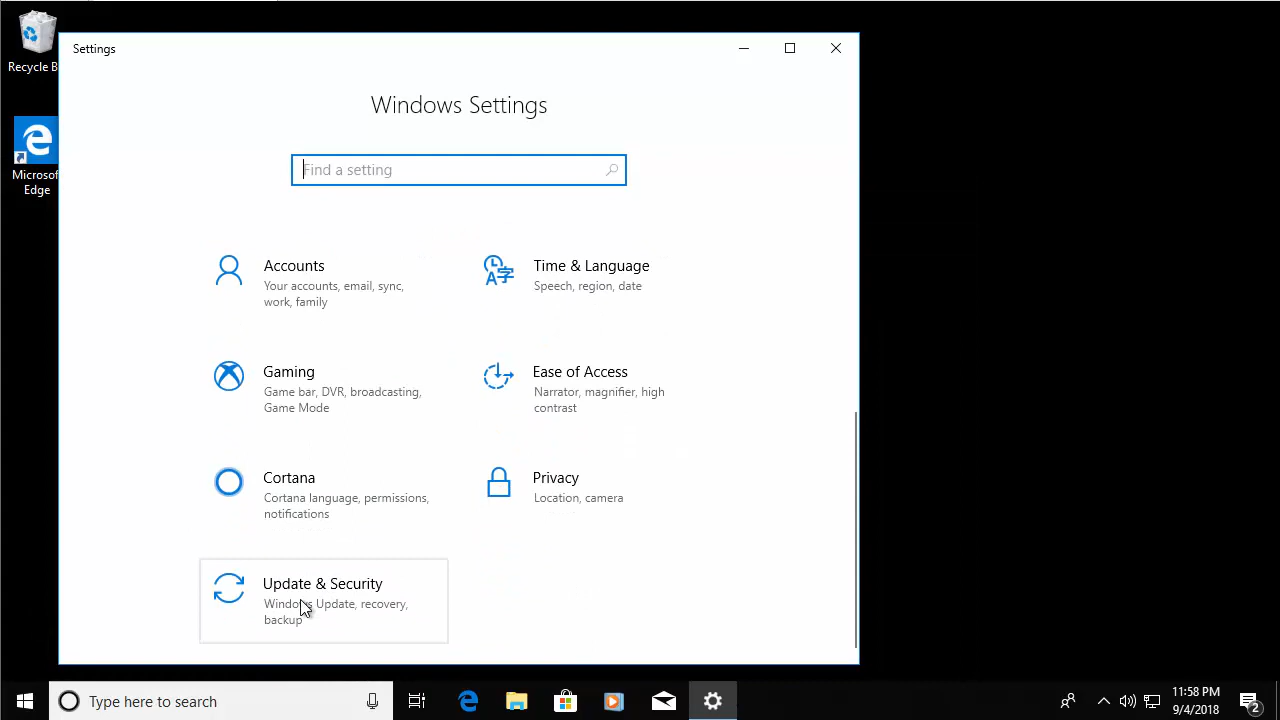 Recycle B
Microsof
Edge
Settings
Windows Settings
Find a setting
Accounts
Your accounts, email, sync,
work, family
Time & Language
Speech, region, date
Gaming
Game bar, DVR, broadcasting,
Game Mode
Ease of Access
Narrator, magnifier, high
contrast
Cortana
Cortana language, permissions,
notifications
Privacy
Location, camera
Update & Security
Windows Update, recovery,
backup
Type here to search
11:58 PM
9/4/2018
2